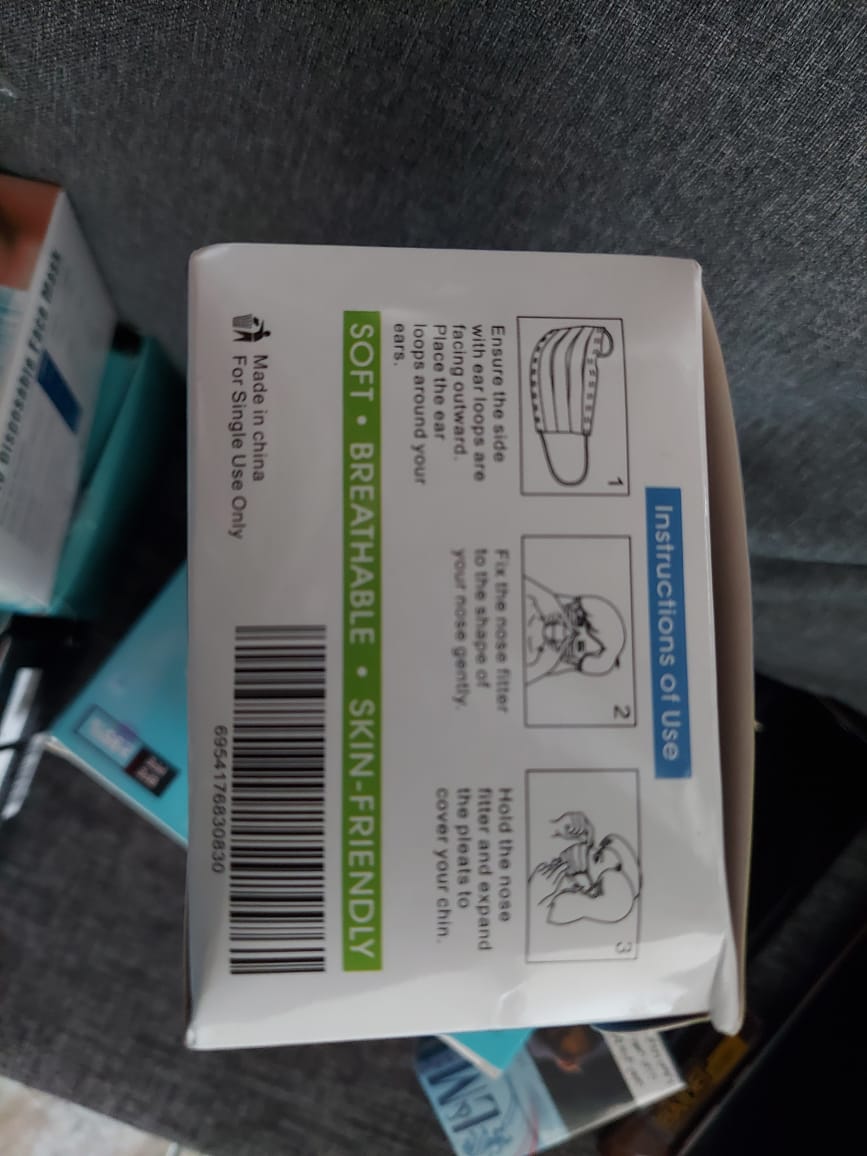 Instructions of Use
1
2
3
Ensure the side
with ear loops are
facing outward.
Place the ear
loops around your
ears.
Fix the nose fitter
to the shape of
your nose gently.
Hold the nose
fitter and expand
the pleats to
cover your chin.
SOFT • BREATHABLE • SKIN-FRIENDLY
Made in china
For Single Use Only
6954176830830
Face Mask